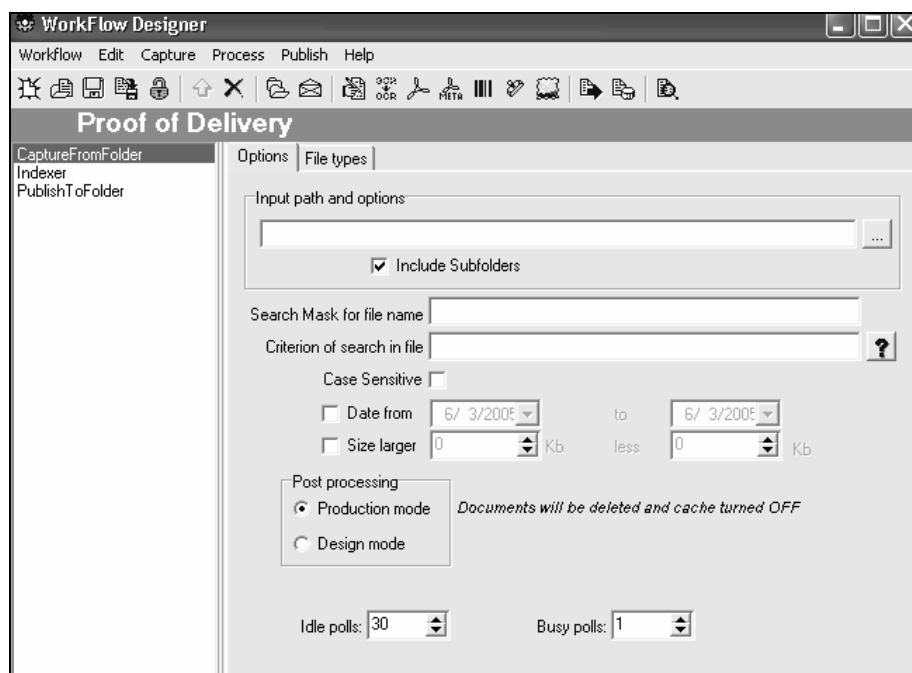 WorkFlow Designer
Workflow Edit Capture Process Publish Help
OCR
OCR META
Proof of Delivery
CaptureFromFolder
Indexer
PublishToFolder
Options File types
Input path and options
...
Include Subfolders
Search Mask for file name
Criterion of search in file ?
Case Sensitive
Date from 6/ 3/2005 to 6/ 3/2005
Size larger 0 Kb less 0 Kb
Post processing
Production mode Documents will be deleted and cache turned OFF
Design mode
Idle polls: 30 Busy polls: 1